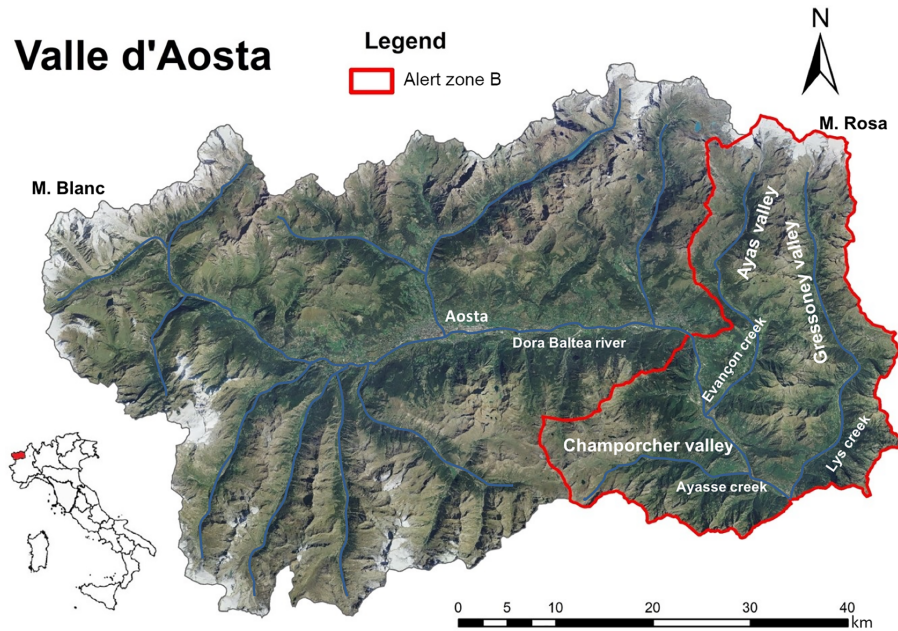 Valle d'Aosta
Legend
Alert zone B
N
M. Rosa
M. Blanc
Ayas valley
Gressoney valley
Aosta
Dora Baltea river
Evançon creek
Champorcher valley
Lys creek
Ayasse creek
0 5 10 20 30 40
km